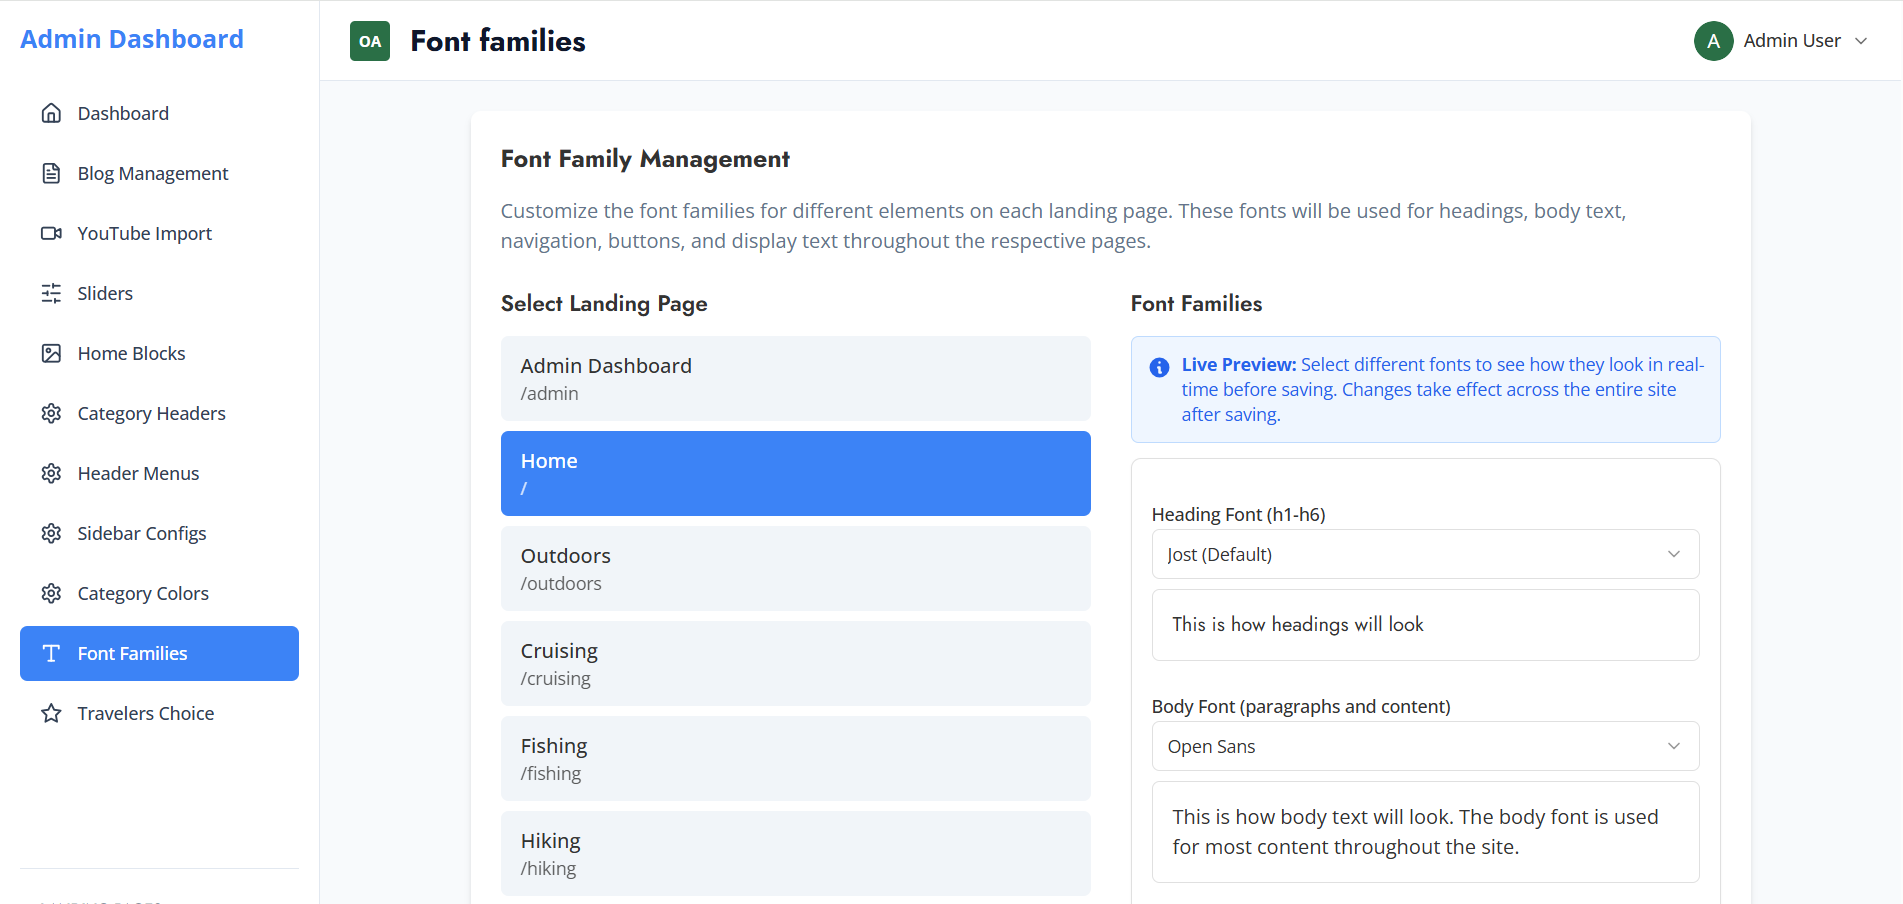 Admin Dashboard
Dashboard
Blog Management
YouTube Import
Sliders
Home Blocks
Category Headers
Header Menus
Sidebar Configs
Category Colors
Font Families
Travelers Choice
OA
Font families
A
Admin User
Font Family Management
Customize the font families for different elements on each landing page. These fonts will be used for headings, body text,
navigation, buttons, and display text throughout the respective pages.
Select Landing Page
Admin Dashboard
/admin
Home
/
Outdoors
/outdoors
Cruising
/cruising
Fishing
/fishing
Hiking
/hiking
Font Families
Live Preview: Select different fonts to see how they look in real-
time before saving. Changes take effect across the entire site
after saving.
Heading Font (h1-h6)
Jost (Default)
This is how headings will look
Body Font (paragraphs and content)
Open Sans
This is how body text will look. The body font is used
for most content throughout the site.